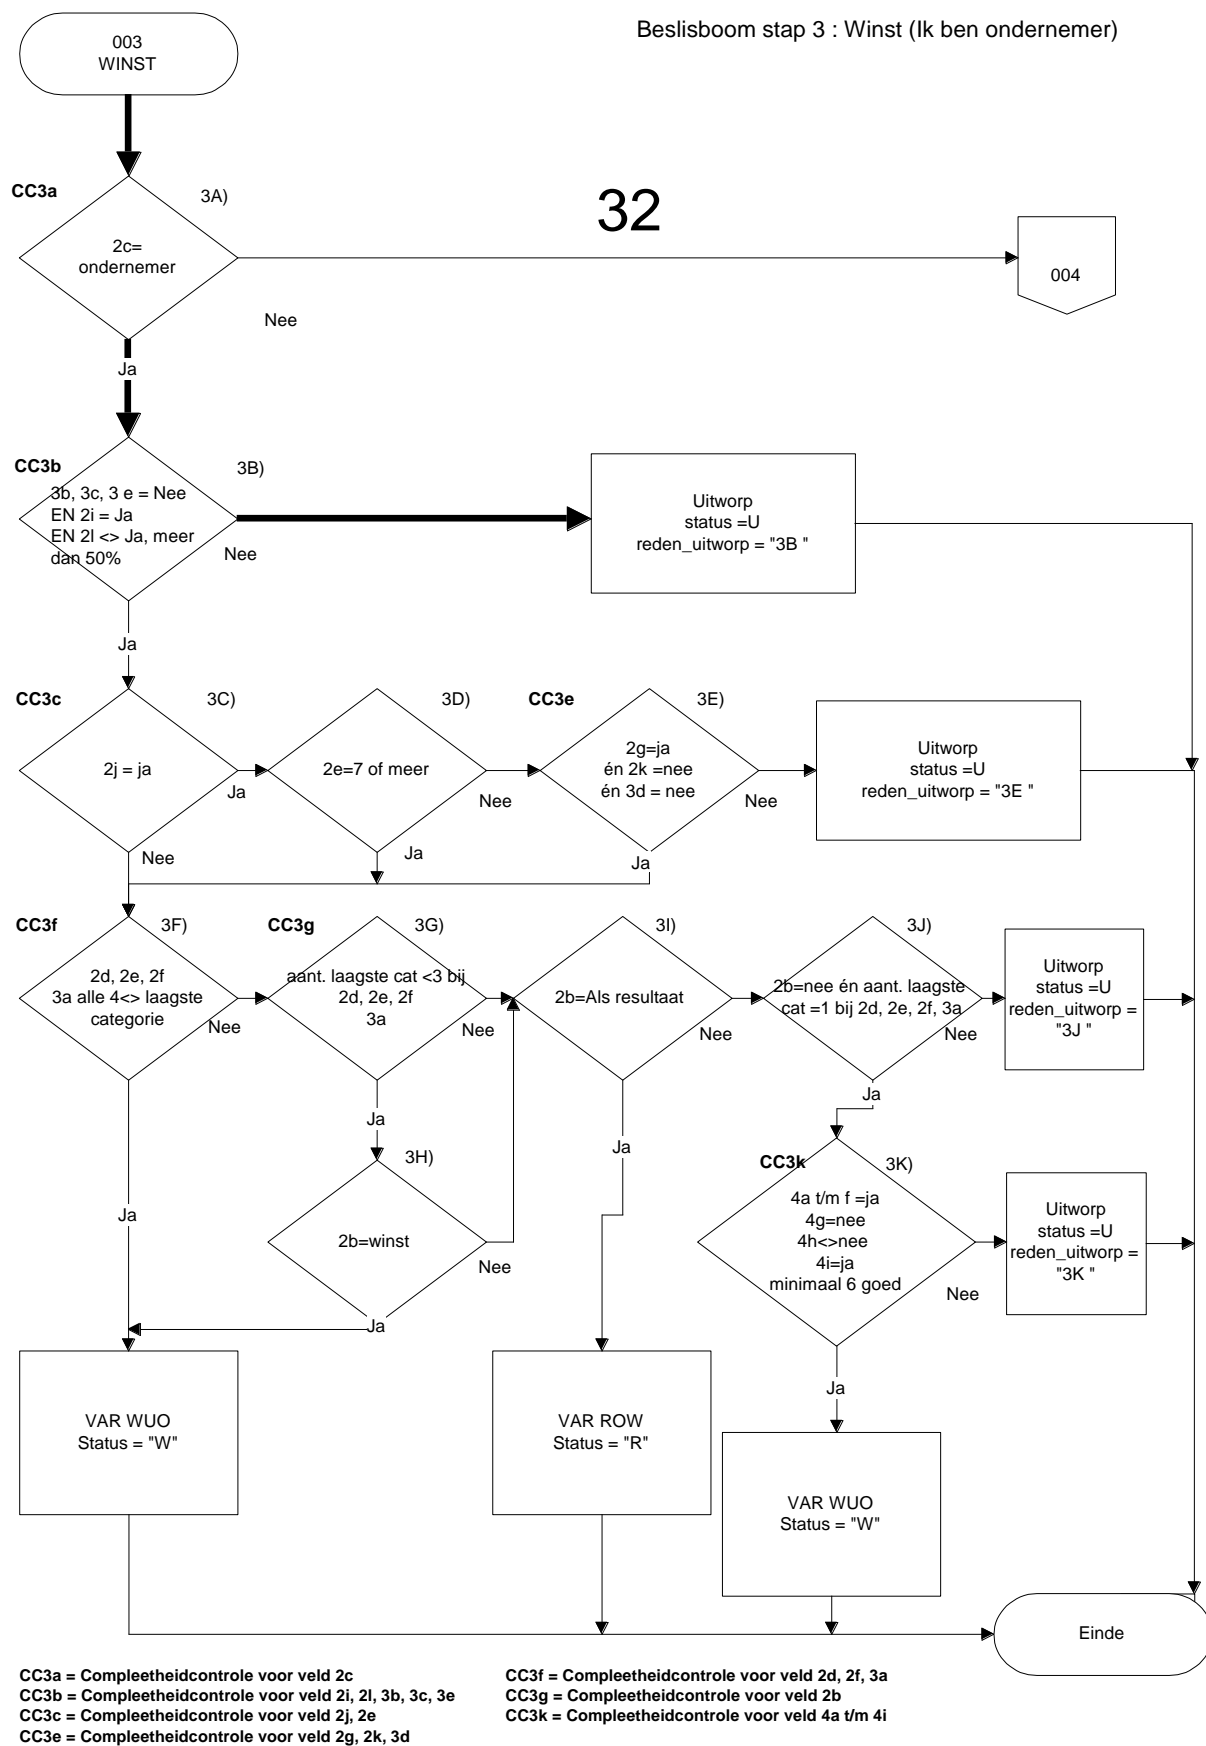 Beslisboom stap 3 : Winst (Ik ben ondernemer)
003
WINST
CC3a
3A)
32
2c=
ondernemer
004
Nee
Ja
CC3b
3B)
3b, 3c, 3 e = Nee
EN 2i = Ja
EN 2l <> Ja, meer
dan 50%
Nee
Uitworp
status =U
reden_uitworp = "3B "
Ja
CC3c
3C)
3D)
CC3e
3E)
2j = ja
Ja
2e=7 of meer
Nee
2g=ja
én 2k =nee
én 3d = nee
Nee
Uitworp
status =U
reden_uitworp = "3E "
Nee
Ja
Ja
CC3f
3F)
CC3g
3G)
3I)
3J)
2d, 2e, 2f
3a alle 4<> laagste
categorie
Nee
aant. laagste cat <3 bij
2d, 2e, 2f
3a
Nee
2b=Als resultaat
Nee
2b=nee én aant. laagste
cat =1 bij 2d, 2e, 2f, 3a
Nee
Uitworp
status =U
reden_uitworp =
"3J "
Ja
Ja
Ja
Ja
3H)
CC3k
3K)
2b=winst
Nee
4a t/m f =ja
4g=nee
4h<>nee
4i=ja
minimaal 6 goed
Nee
Uitworp
status =U
reden_uitworp =
"3K "
Ja
Ja
VAR WUO
Status = "W"
VAR ROW
Status = "R"
VAR WUO
Status = "W"
Einde
CC3a = Compleetheidcontrole voor veld 2c
CC3b = Compleetheidcontrole voor veld 2i, 2l, 3b, 3c, 3e
CC3c = Compleetheidcontrole voor veld 2j, 2e
CC3e = Compleetheidcontrole voor veld 2g, 2k, 3d
CC3f = Compleetheidcontrole voor veld 2d, 2f, 3a
CC3g = Compleetheidcontrole voor veld 2b
CC3k = Compleetheidcontrole voor veld 4a t/m 4i